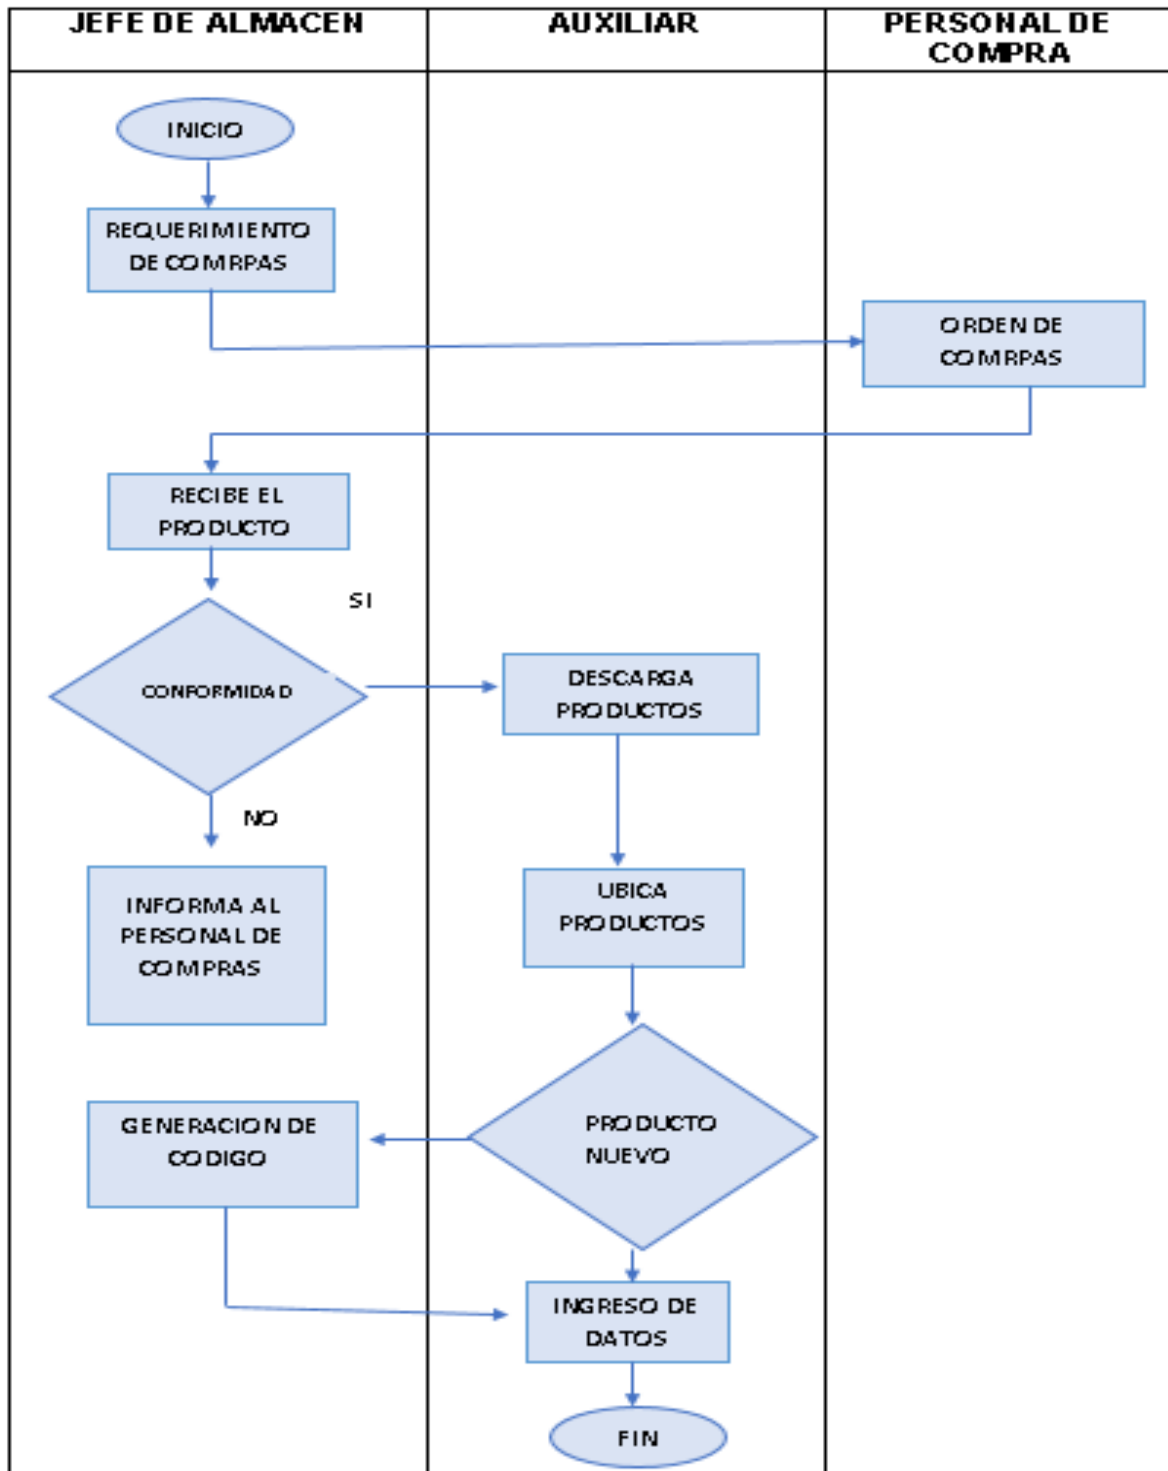 JEFE DE ALMACEN
AUXILIAR
PERSONAL DE
COMPRA
INICIO
REQUERIMIENTO
DE COMRPAS
ORDEN DE
COMRPAS
RECIBE EL
PRODUCTO
SI
CONFORMIDAD
DESCARGA
PRODUCTOS
NO
INFORMA AL
PERSONAL DE
COMPRAS
UBICA
PRODUCTOS
GENERACION DE
CODIGO
PRODUCTO
NUEVO
INGRESO DE
DATOS
FIN